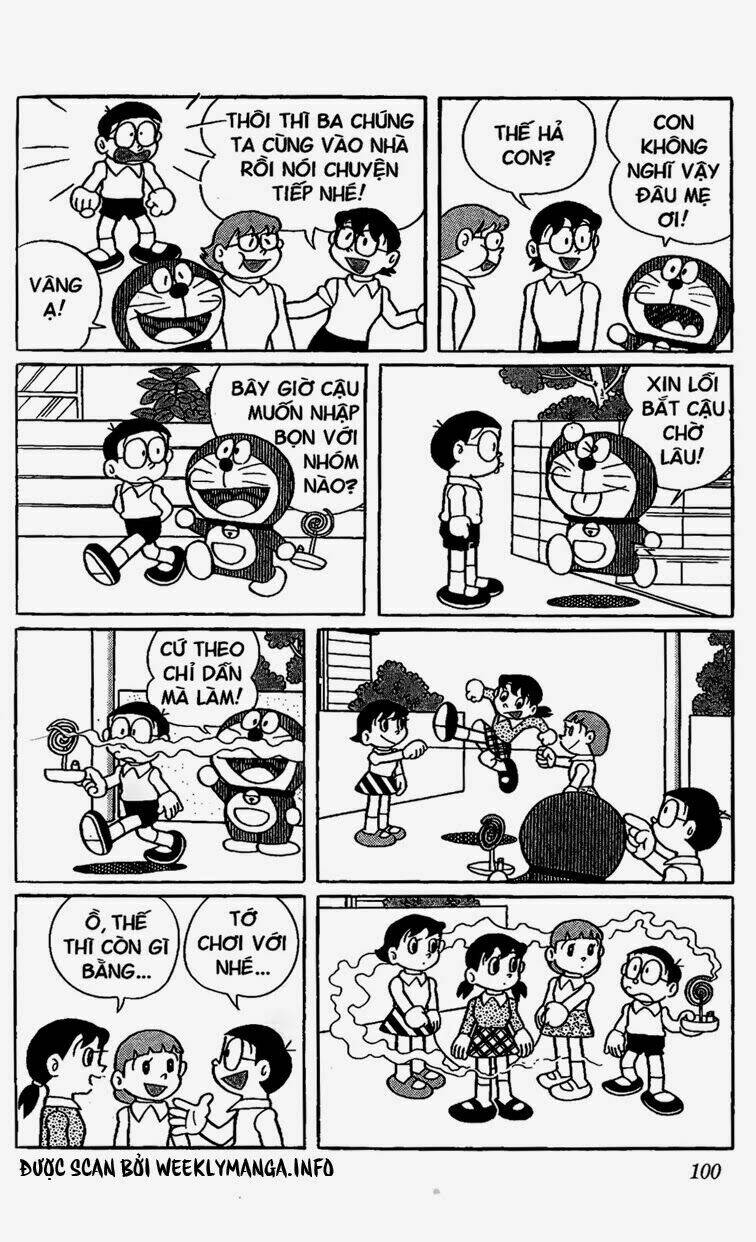 THÔI THÌ BA CHÚNG
TA CÙNG VÀO NHÀ
RỒI NÓI CHUYỆN
TIẾP NHÉ!
VÂNG
Ạ!
THẾ HẢ
CON?
CON
KHÔNG
NGHĨ VẬY
ĐÂU MẸ
ƠI!
BÂY GIỜ CẬU
MUỐN NHẬP
BỌN VỚI
NHÓM
NÀO?
XIN LỖI
BẮT CẬU
CHỜ
LÂU!
CỨ THEO
CHỈ DẪN
MÀ LÀM!
Ồ, THẾ
THÌ CÒN GÌ
BẰNG...
TỚ
CHƠI VỚI
NHÉ...
ĐƯỢC SCAN BỞI WEEKLYMANGA.INFO
100